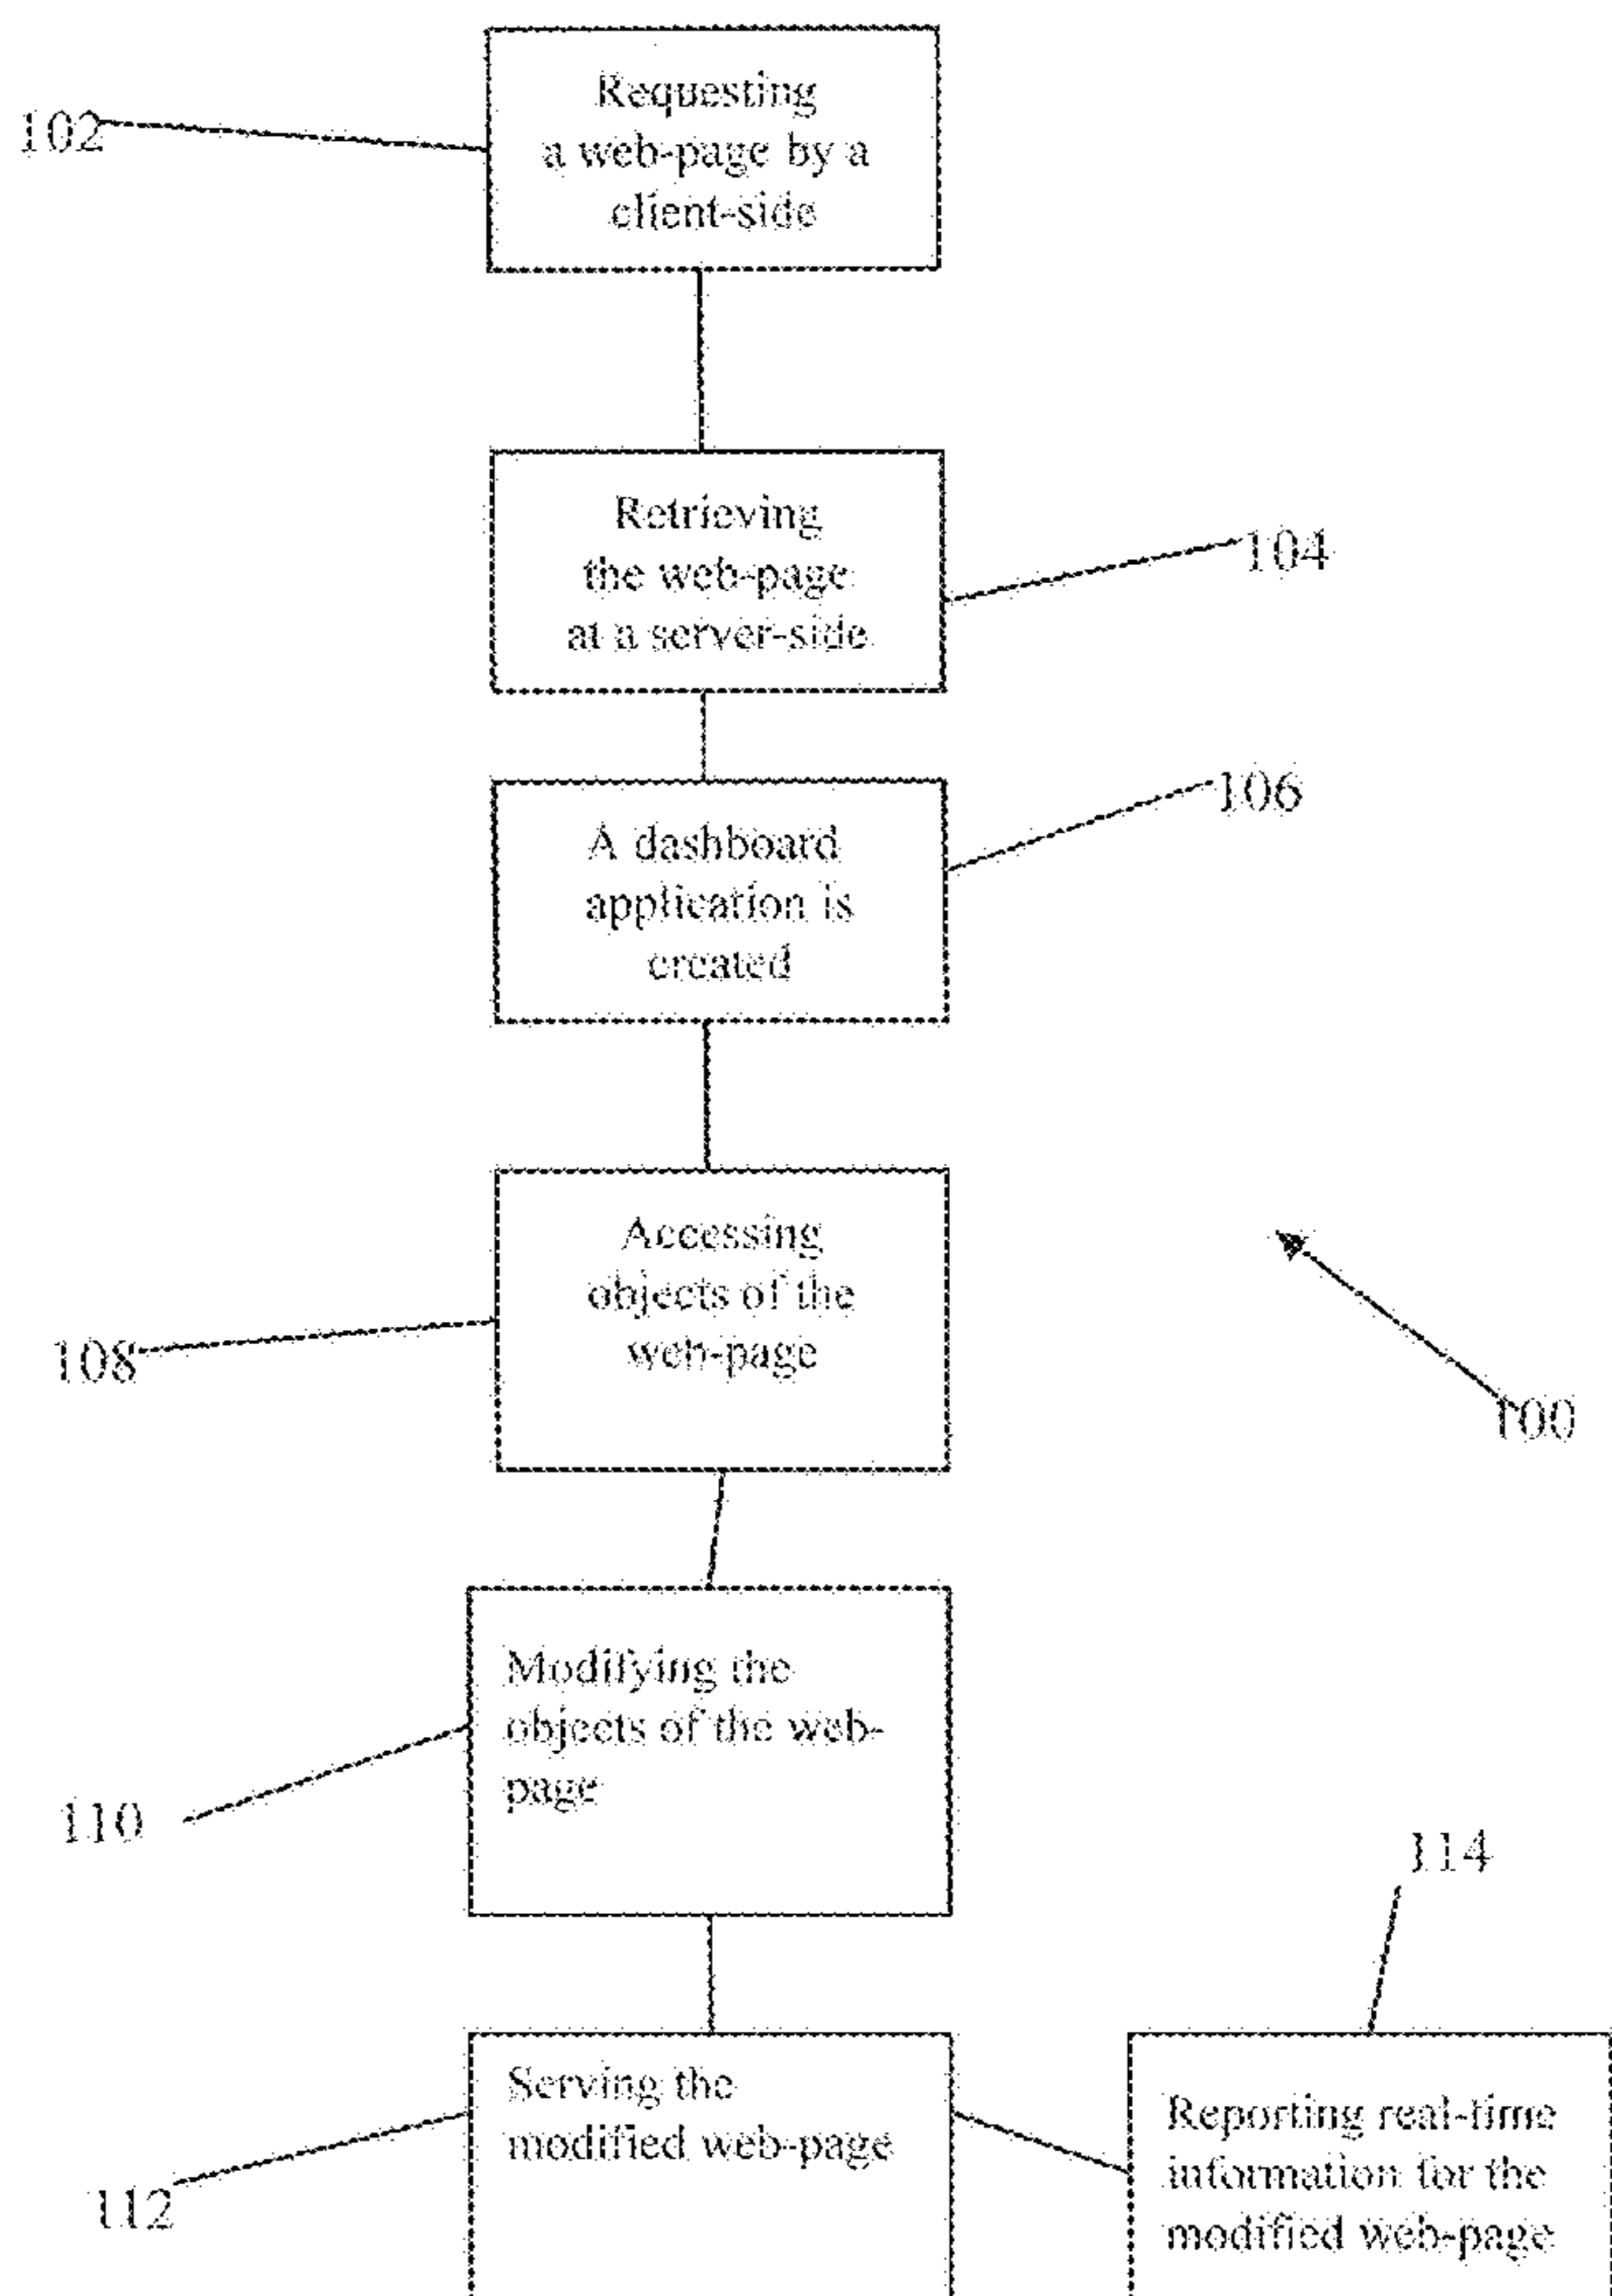 102
Requesting
a web-page by a
client-side
Retrieving
the web-page
at a server-side
104
A dashboard
application is
created
106
Accessing
objects of the
web-page
108
100
Modifying the
objects of the web-
page
110
114
Serving the
modified web-page
112
Reporting real-time
information for the
modified web-page